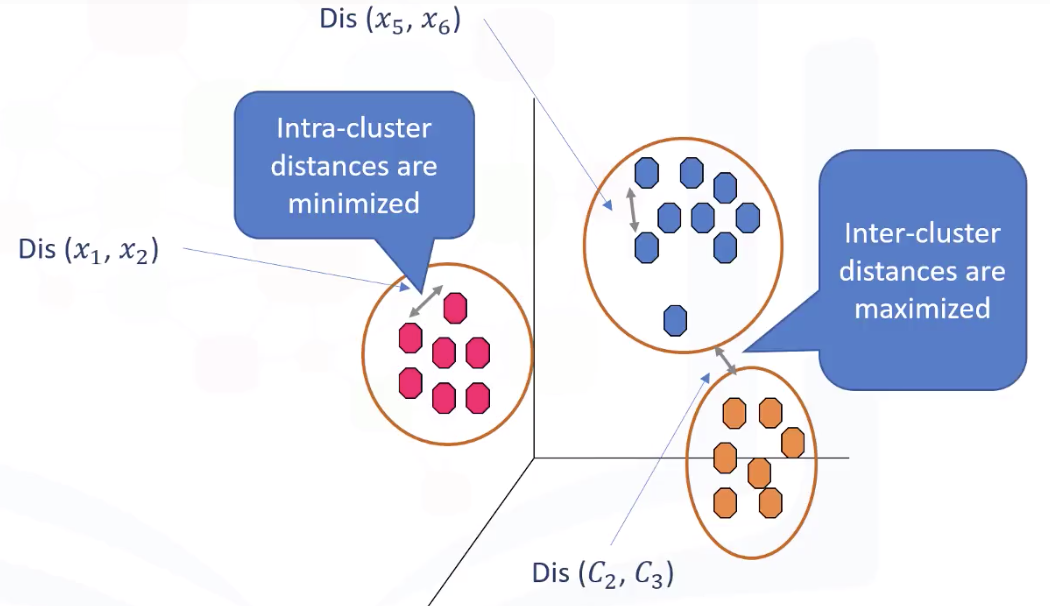 Dis (x₅, x₆)
Intra-cluster
distances are
minimized
Dis (x₁, x₂)
Inter-cluster
distances are
maximized
Dis (C₂, C₃)